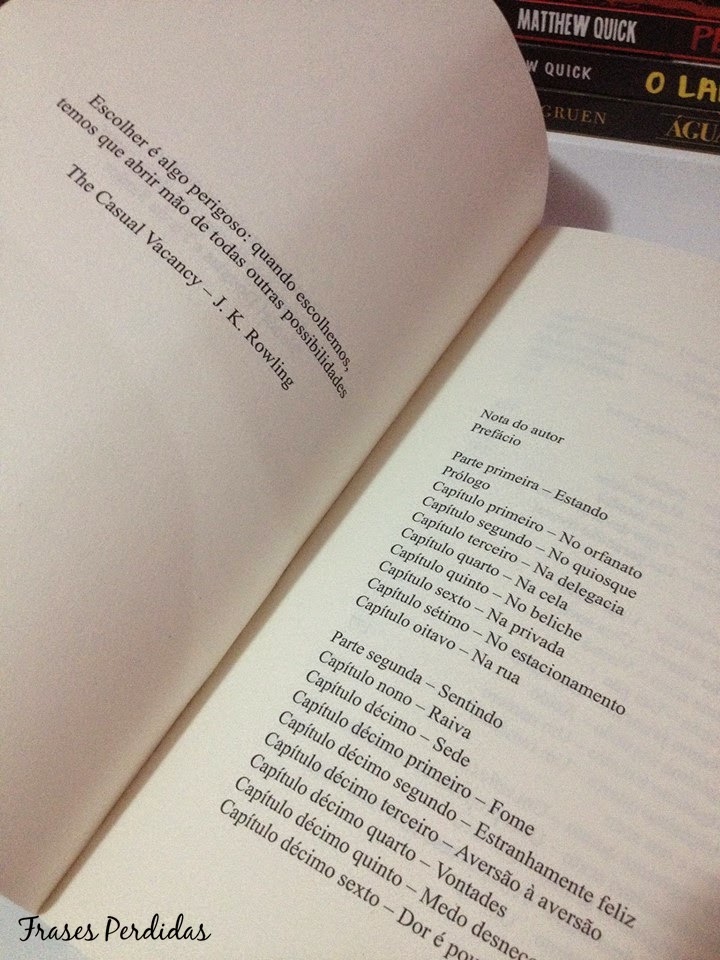 MATTHEW QUICK
W QUICK O LA
GRUEN ÁGU
Escolher é algo perigoso: quando escolhemos,
temos que abrir mão de todas outras possibilidades
The Casual Vacancy – J. K. Rowling
Nota do autor
Prefácio
Parte primeira – Estando
Prólogo
Capítulo primeiro – No orfanato
Capítulo segundo – No quiosque
Capítulo terceiro – Na delegacia
Capítulo quarto – Na cela
Capítulo quinto – No beliche
Capítulo sexto – Na privada
Capítulo sétimo – No estacionamento
Capítulo oitavo – Na rua
Parte segunda – Sentindo
Capítulo nono – Raiva
Capítulo décimo – Sede
Capítulo décimo primeiro – Fome
Capítulo décimo segundo – Estranhamente feliz
Capítulo décimo terceiro – Aversão à aversão
Capítulo décimo quarto – Vontades
Capítulo décimo quinto – Medo desnece
Capítulo décimo sexto – Dor é pou
Frases Perdidas